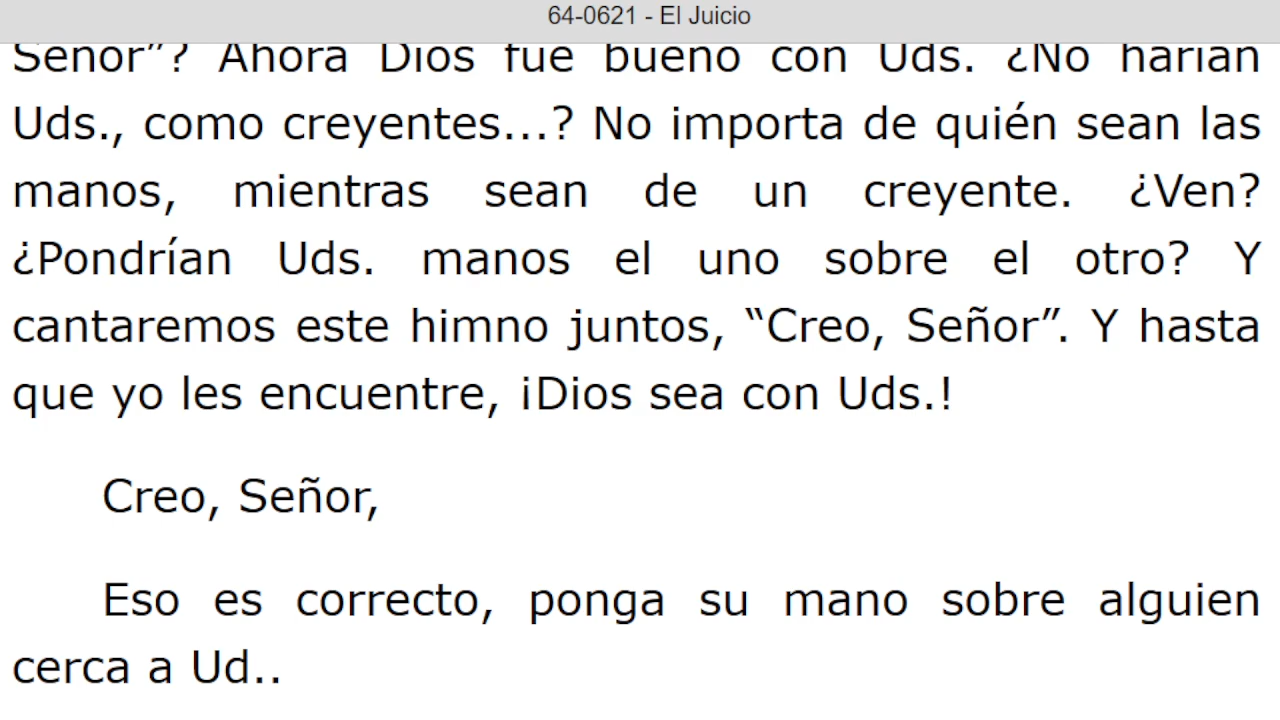 64-0621 - El Juicio
Señor”? Ahora Dios fue bueno con Uds. ¿No harían
Uds., como creyentes...? No importa de quién sean las
manos, mientras sean de un creyente. ¿Ven?
¿Pondrían Uds. manos el uno sobre el otro? Y
cantaremos este himno juntos, “Creo, Señor”. Y hasta
que yo les encuentre, ¡Dios sea con Uds.!
Creo, Señor,
Eso es correcto, ponga su mano sobre alguien
cerca a Ud..